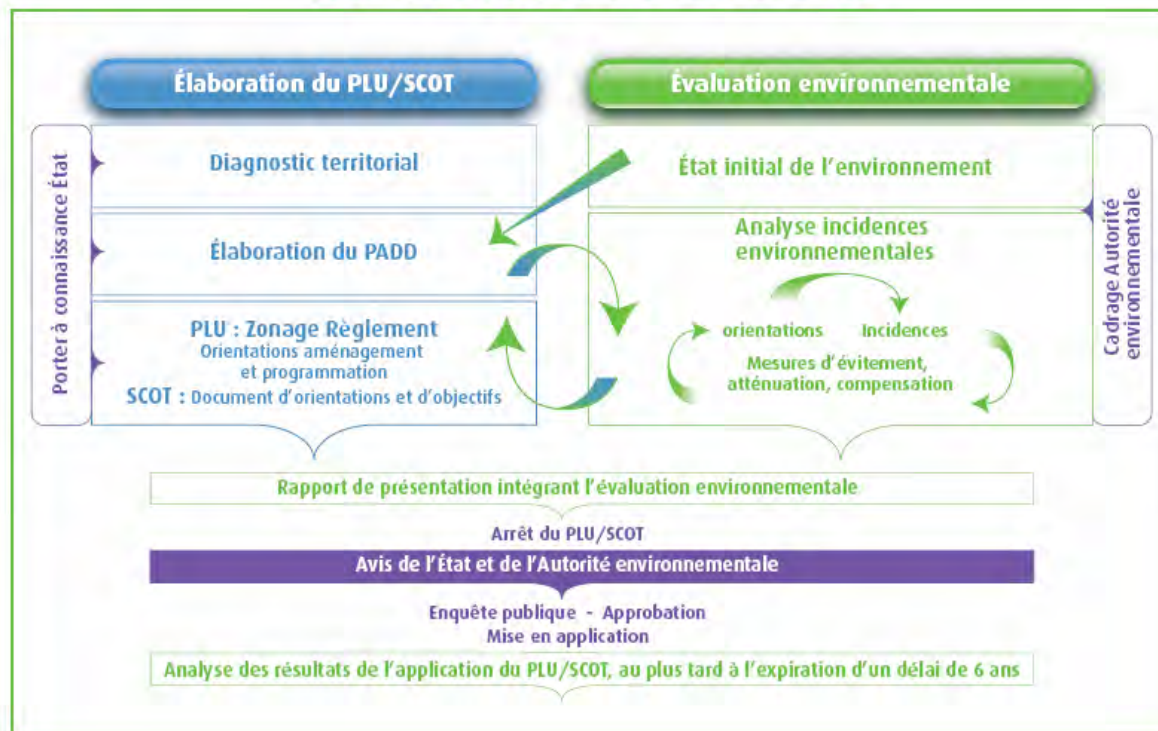 Élaboration du PLU/SCOT
Évaluation environnementale
Porter à connaissance État
Diagnostic territorial
État initial de l'environnement
Élaboration du PADD
Analyse incidences
environnementales
PLU : Zonage Règlement
Orientations aménagement
et programmation
SCOT : Document d'orientations et d'objectifs
orientations
Incidences
Mesures d'évitement,
atténuation, compensation
Cadrage Autorité
environnementale
Rapport de présentation intégrant l'évaluation environnementale
Arrêt du PLU/SCOT
Avis de l'État et de l'Autorité environnementale
Enquête publique - Approbation
Mise en application
Analyse des résultats de l'application du PLU/SCOT, au plus tard à l'expiration d'un délai de 6 ans